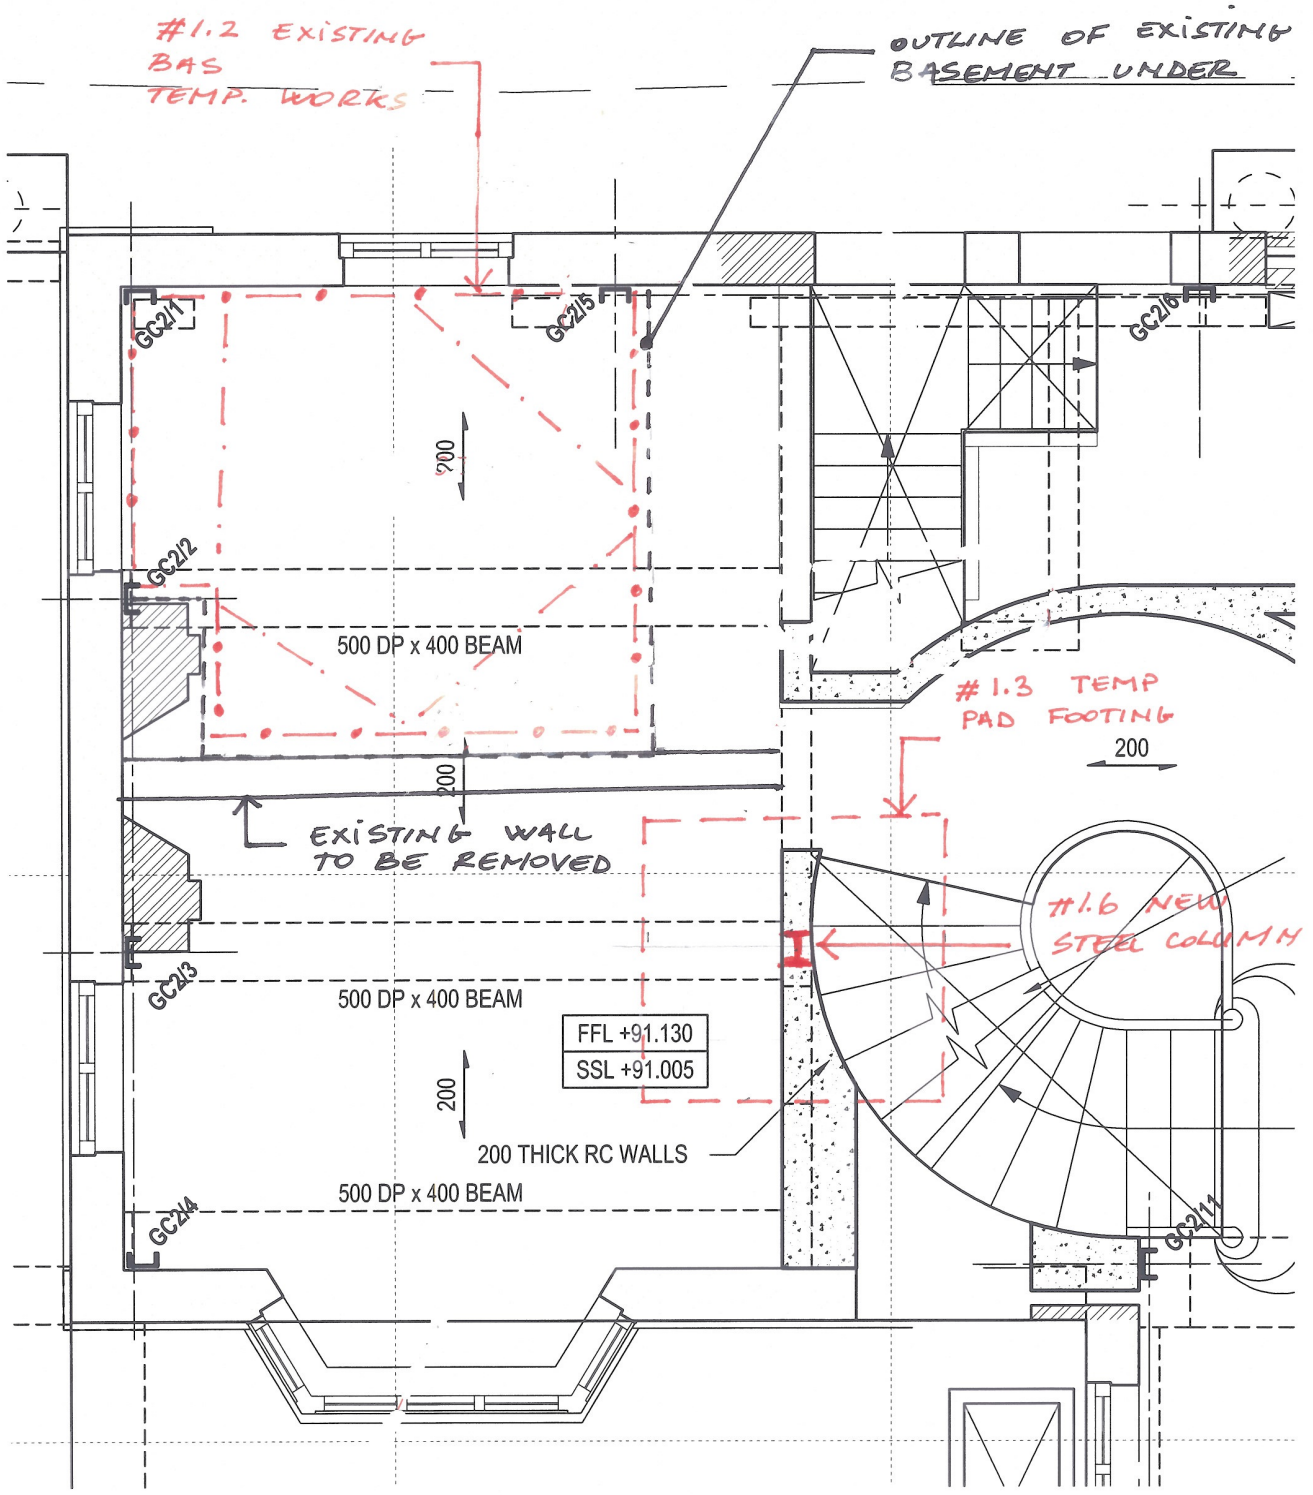 #1.2 EXISTING
BAS
TEMP. WORKS
OUTLINE OF EXISTING
BASEMENT UNDER
GC2/1
GC2/5
GC2/6
200
GC2/2
500 DP x 400 BEAM
#1.3 TEMP
PAD FOOTING
200
200
EXISTING WALL
TO BE REMOVED
#1.6 NEW
STEEL COLUMN
GC2/3
500 DP x 400 BEAM
FFL +91.130
SSL +91.005
200
200 THICK RC WALLS
500 DP x 400 BEAM
GC2/4
GC2/11